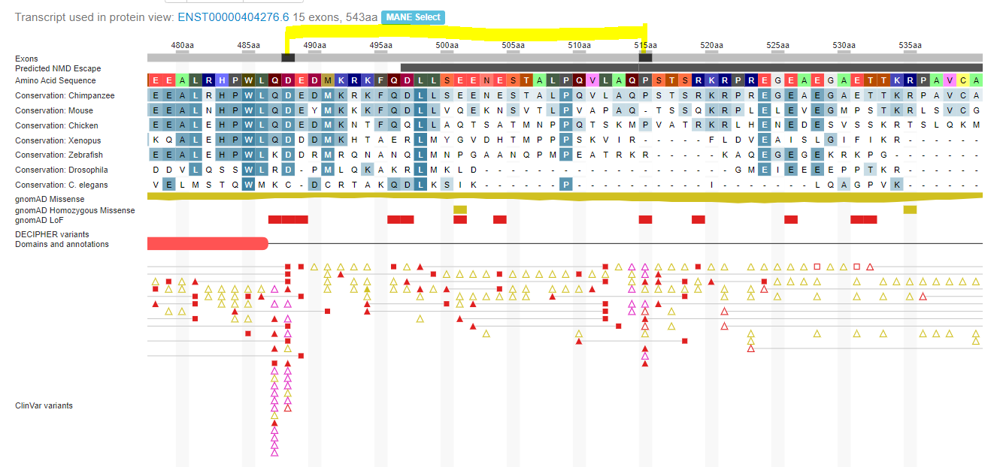 Transcript used in protein view: ENST00000404276.6 15 exons, 543aa MANE Select
480aa 485aa 490aa 495aa 500aa 505aa 510aa 515aa 520aa 525aa 530aa 535aa
Exons
Predicted NMD Escape
Amino Acid Sequence E E A L R H P W L Q D E D M K R K F Q D L L S E E N E S T A L P Q V L A Q P S T S R K R P R E G E A E G A E T T K R P A V C A
Conservation: Chimpanzee E E A L R H P W L Q D E D M K R K F Q D L L S E E N E S T A L P Q V L A Q P S T S R K R P R E G E A E G A E T T K R P A V C A
Conservation: Mouse E E A L N H P W L Q D E Y M K K K F Q D L L V Q E K N S V T L P V A P A Q - T S S Q K R P L E L E V E G M P S T K R L S V C G
Conservation: Chicken E E A L E H P W L Q D E D M K N T F Q Q L L A Q T S A T M N P P Q T S K M P V A T R K R L H E N E D E S V S S K R T S L Q K M
Conservation: Xenopus K Q A L E H P W L Q D D D M K H T A E R L M Y G V D H T M P P P S K V I R - - - - - F L D V E A I S L G I F I K R - - - - - -
Conservation: Zebrafish E E A L E H P W L K D D R M R Q N A N Q L M N P G A A N Q P M P E A T R K R - - - - - K A Q E G E G E K R K P G - - - - - - -
Conservation: Drosophila D D V L Q S S W L R D - P M L Q K A K R L M K L D - - - - - - - - - - - - - - - - - - - G M E I E E E E P P T K R - - - - - -
Conservation: C. elegans V E L M S T Q W M K C - D C R T A K Q D L K S I K - - - - - - P - - - - - - - - - - I - - - - - - - L Q A G P V K - - - - - -
gnomAD Missense
gnomAD Homozygous Missense
gnomAD LoF
DECIPHER variants
Domains and annotations
ClinVar variants